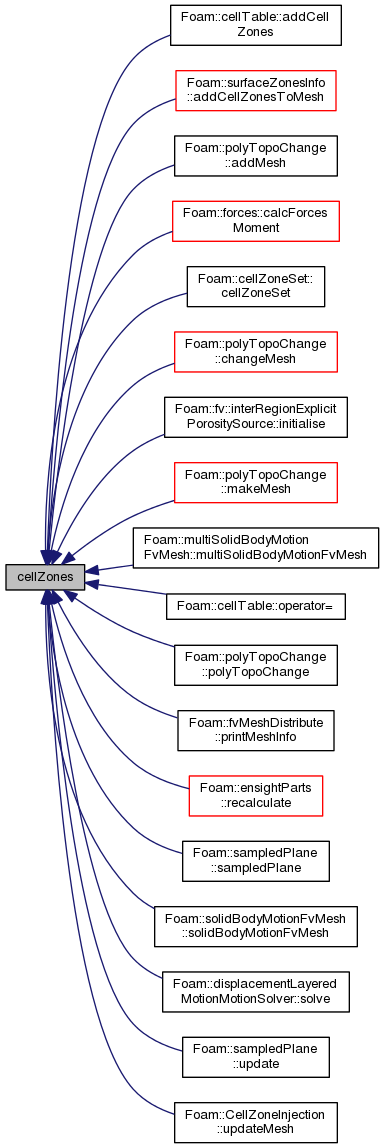 Foam::cellTable::addCell
Zones
Foam::surfaceZonesInfo
::addCellZonesToMesh
Foam::polyTopoChange
::addMesh
Foam::forces::calcForces
Moment
Foam::cellZoneSet::
cellZoneSet
Foam::polyTopoChange
::changeMesh
Foam::fv::interRegionExplicit
PorositySource::initialise
Foam::polyTopoChange
::makeMesh
Foam::multiSolidBodyMotion
FvMesh::multiSolidBodyMotionFvMesh
cellZones
Foam::cellTable::operator=
Foam::polyTopoChange
::polyTopoChange
Foam::fvMeshDistribute
::printMeshInfo
Foam::ensightParts
::recalculate
Foam::sampledPlane
::sampledPlane
Foam::solidBodyMotionFvMesh
::solidBodyMotionFvMesh
Foam::displacementLayered
MotionMotionSolver::solve
Foam::sampledPlane
::update
Foam::CellZoneInjection
::updateMesh